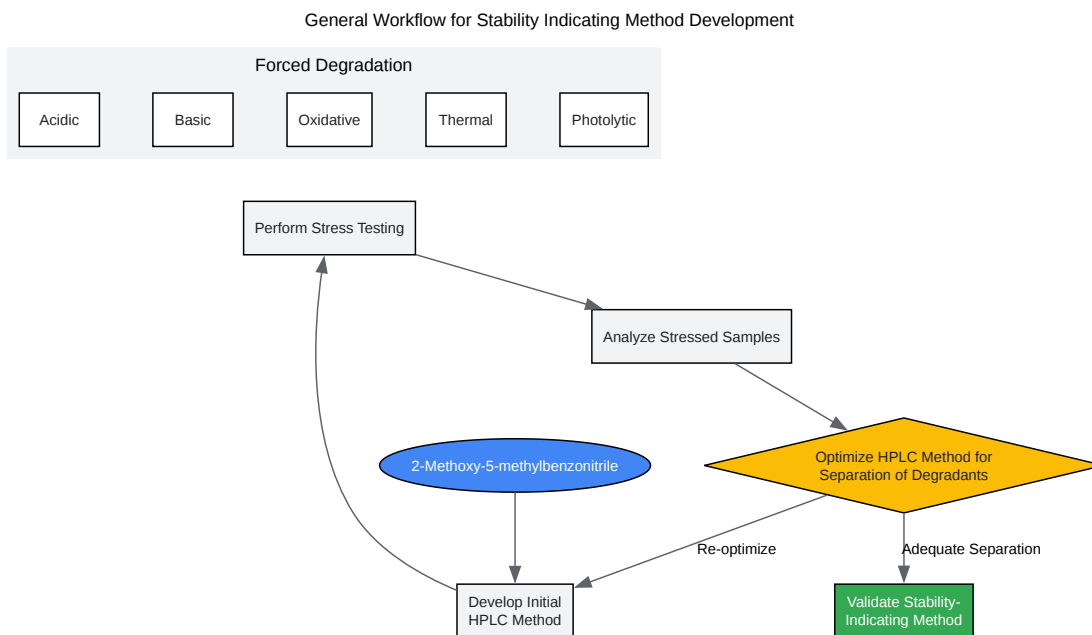 General Workflow for Stability Indicating Method Development
Forced Degradation
Acidic
Basic
Oxidative
Thermal
Photolytic
Perform Stress Testing
Analyze Stressed Samples
2-Methoxy-5-methylbenzonitrile
Optimize HPLC Method for
Separation of Degradants
Re-optimize
Adequate Separation
Develop Initial
HPLC Method
Validate Stability-
Indicating Method